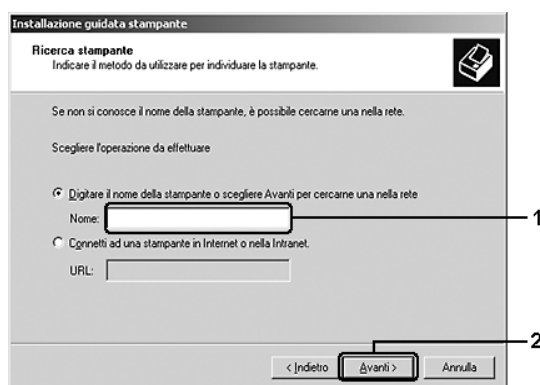 Installazione guidata stampante
Ricerca stampante
Indicare il metodo da utilizzare per individuare la stampante.
Se non si conosce il nome della stampante, è possibile cercarne una nella rete.
Scegliere l'operazione da effettuare
Digitare il nome della stampante o scegliere Avanti per cercarne una nella rete
Nome:
1
Connetti ad una stampante in Internet o nella Intranet.
URL:
2
< Indietro Avanti > Annulla